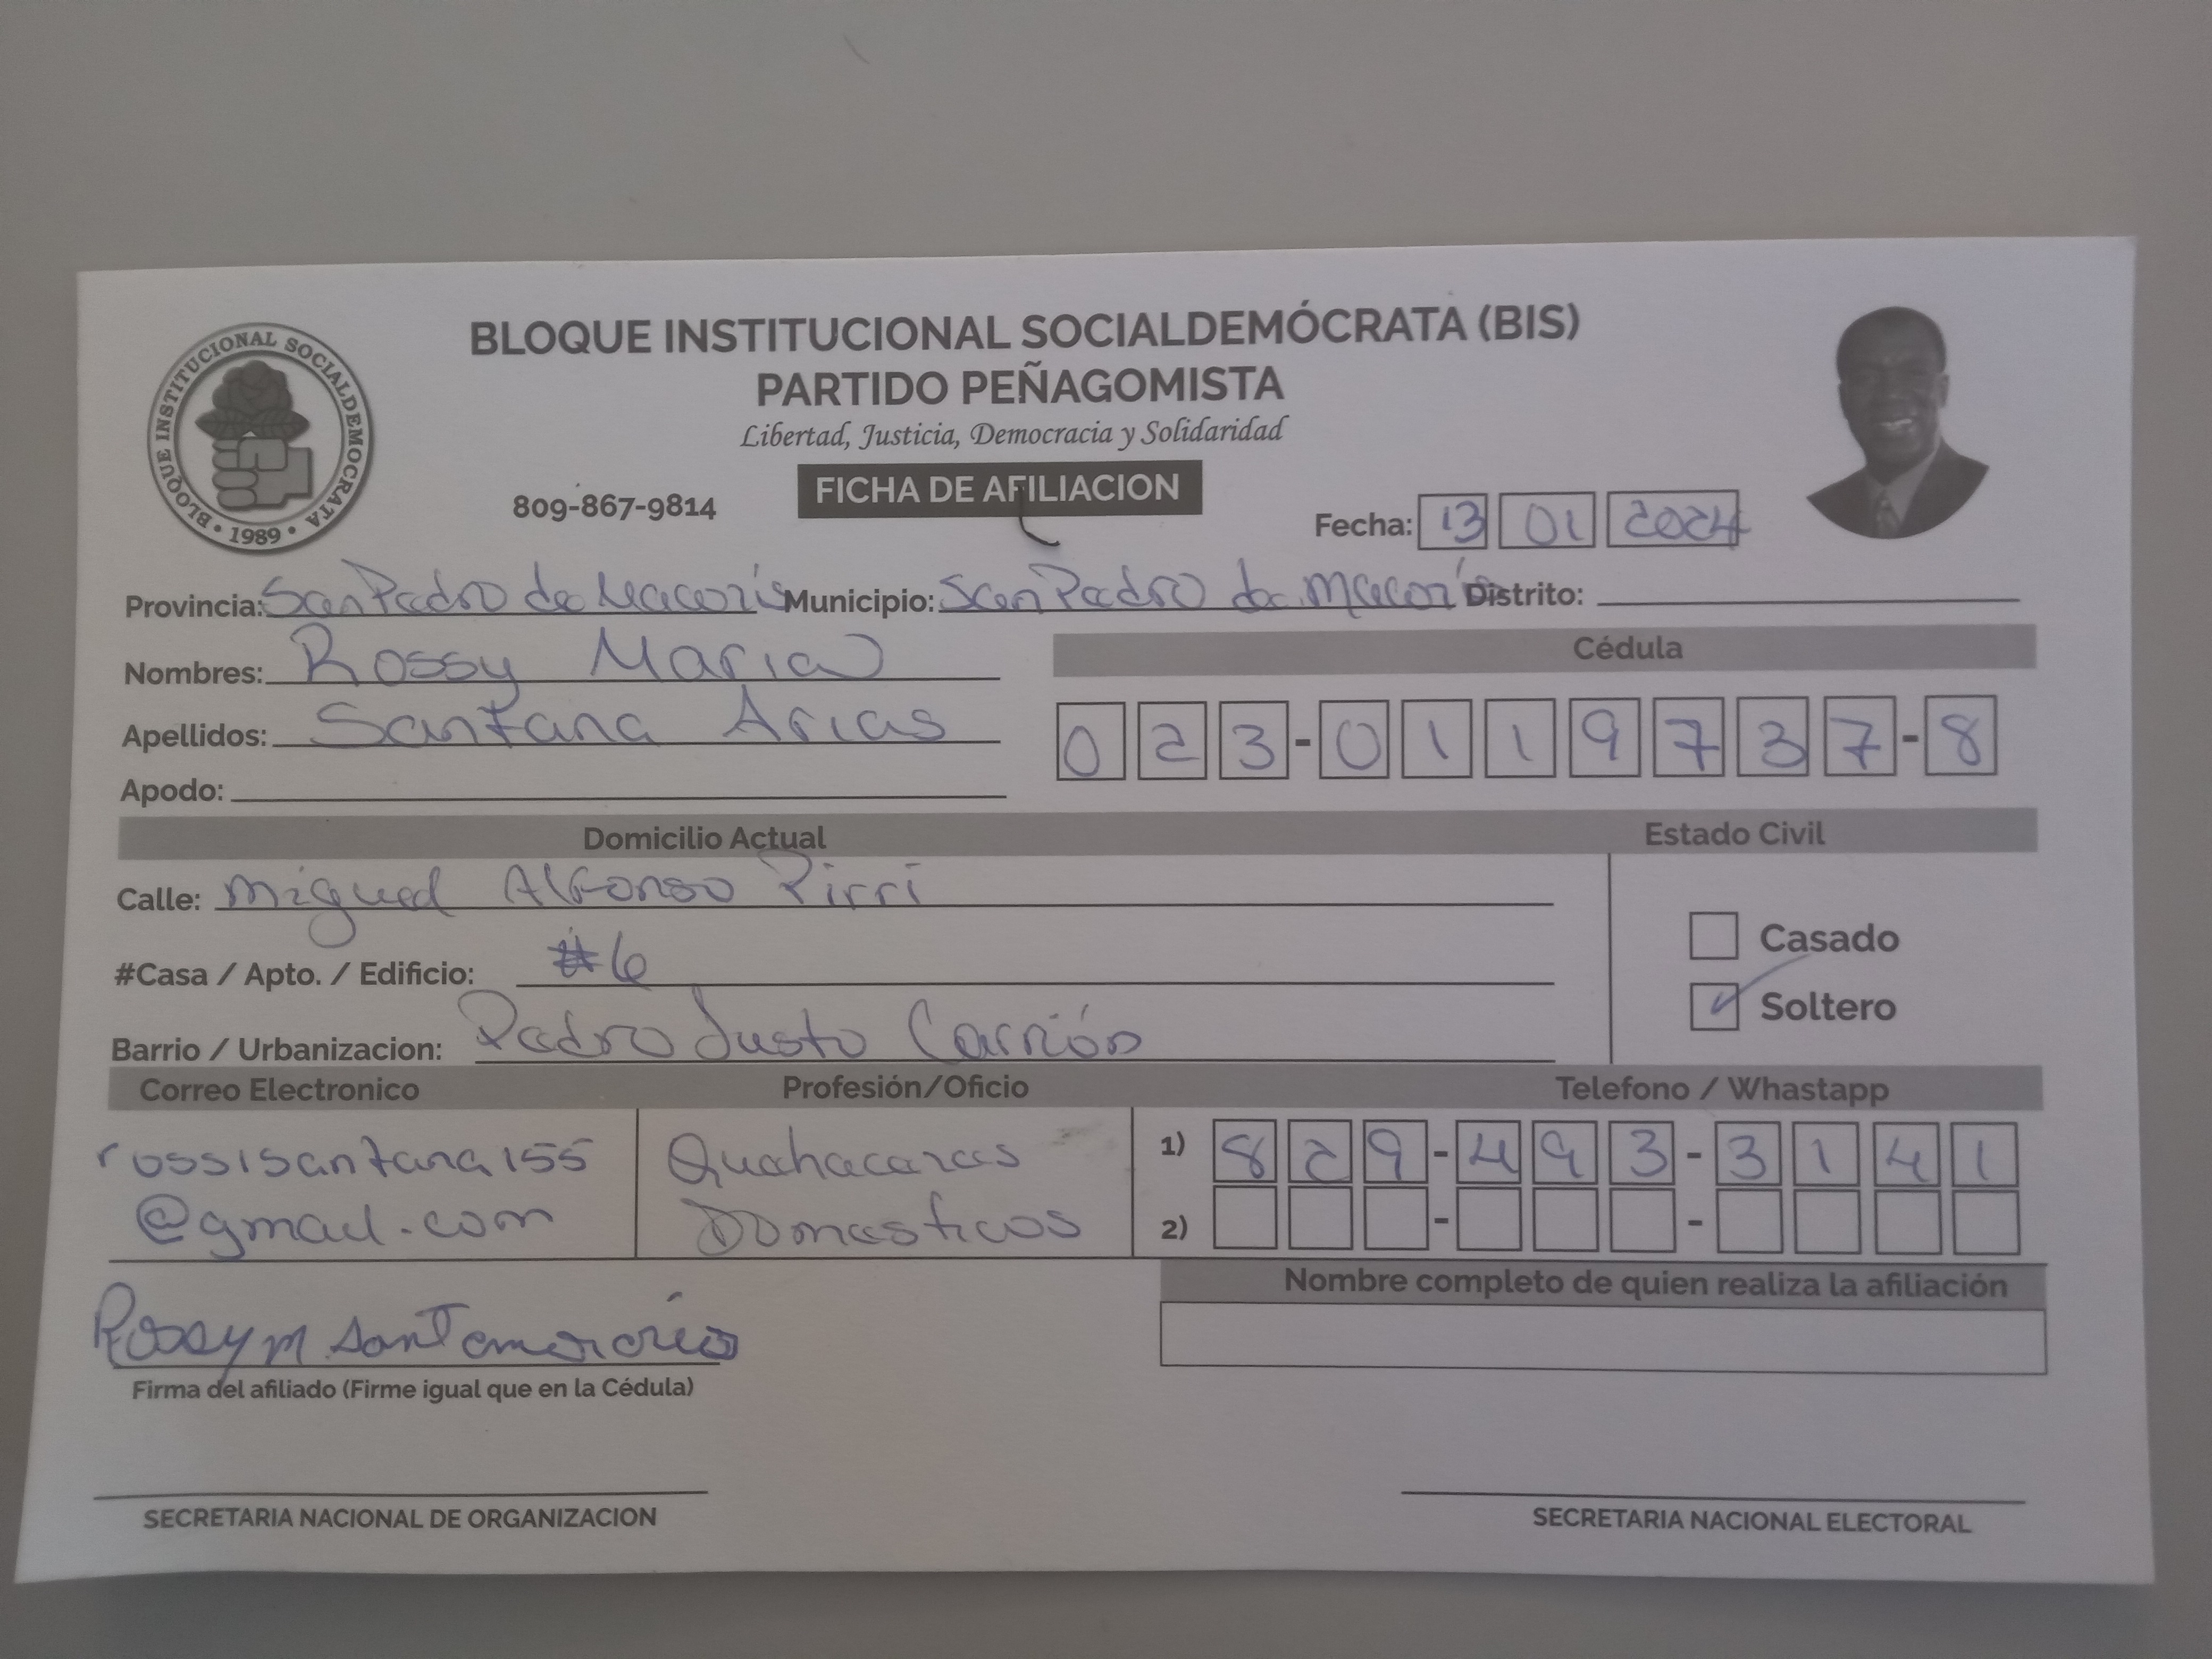 BLOQUE INSTITUCIONAL SOCIALDEMÓCRATA (BIS)
PARTIDO PEÑAGOMISTA
Libertad, Justicia, Democracia y Solidaridad
BLOQUE INSTITUCIONAL SOCIALDEMOCRATA • 1989 •
809-867-9814 FICHA DE AFILIACION Fecha: 13 01 2024
Provincia: San Pedro de Macorís Municipio: San Pedro de Macorís Distrito:
Nombres: Rossy Maria
Cédula
Apellidos: Santana Arias
023-0119737-8
Apodo:
Domicilio Actual Estado Civil
Calle: Miguel Alfonso Pirri
Casado
#Casa / Apto. / Edificio: #6
Soltero
Barrio / Urbanizacion: Pedro Justo Carrión
Correo Electronico Profesión/Oficio Telefono / Whastapp
rossisantana155 Quehaceres 1) 829-493-3141
@gmail.com Domesticos 2) - -
Nombre completo de quien realiza la afiliación
Rossy M Santana Arias
Firma del afiliado (Firme igual que en la Cédula)
SECRETARIA NACIONAL DE ORGANIZACION SECRETARIA NACIONAL ELECTORAL